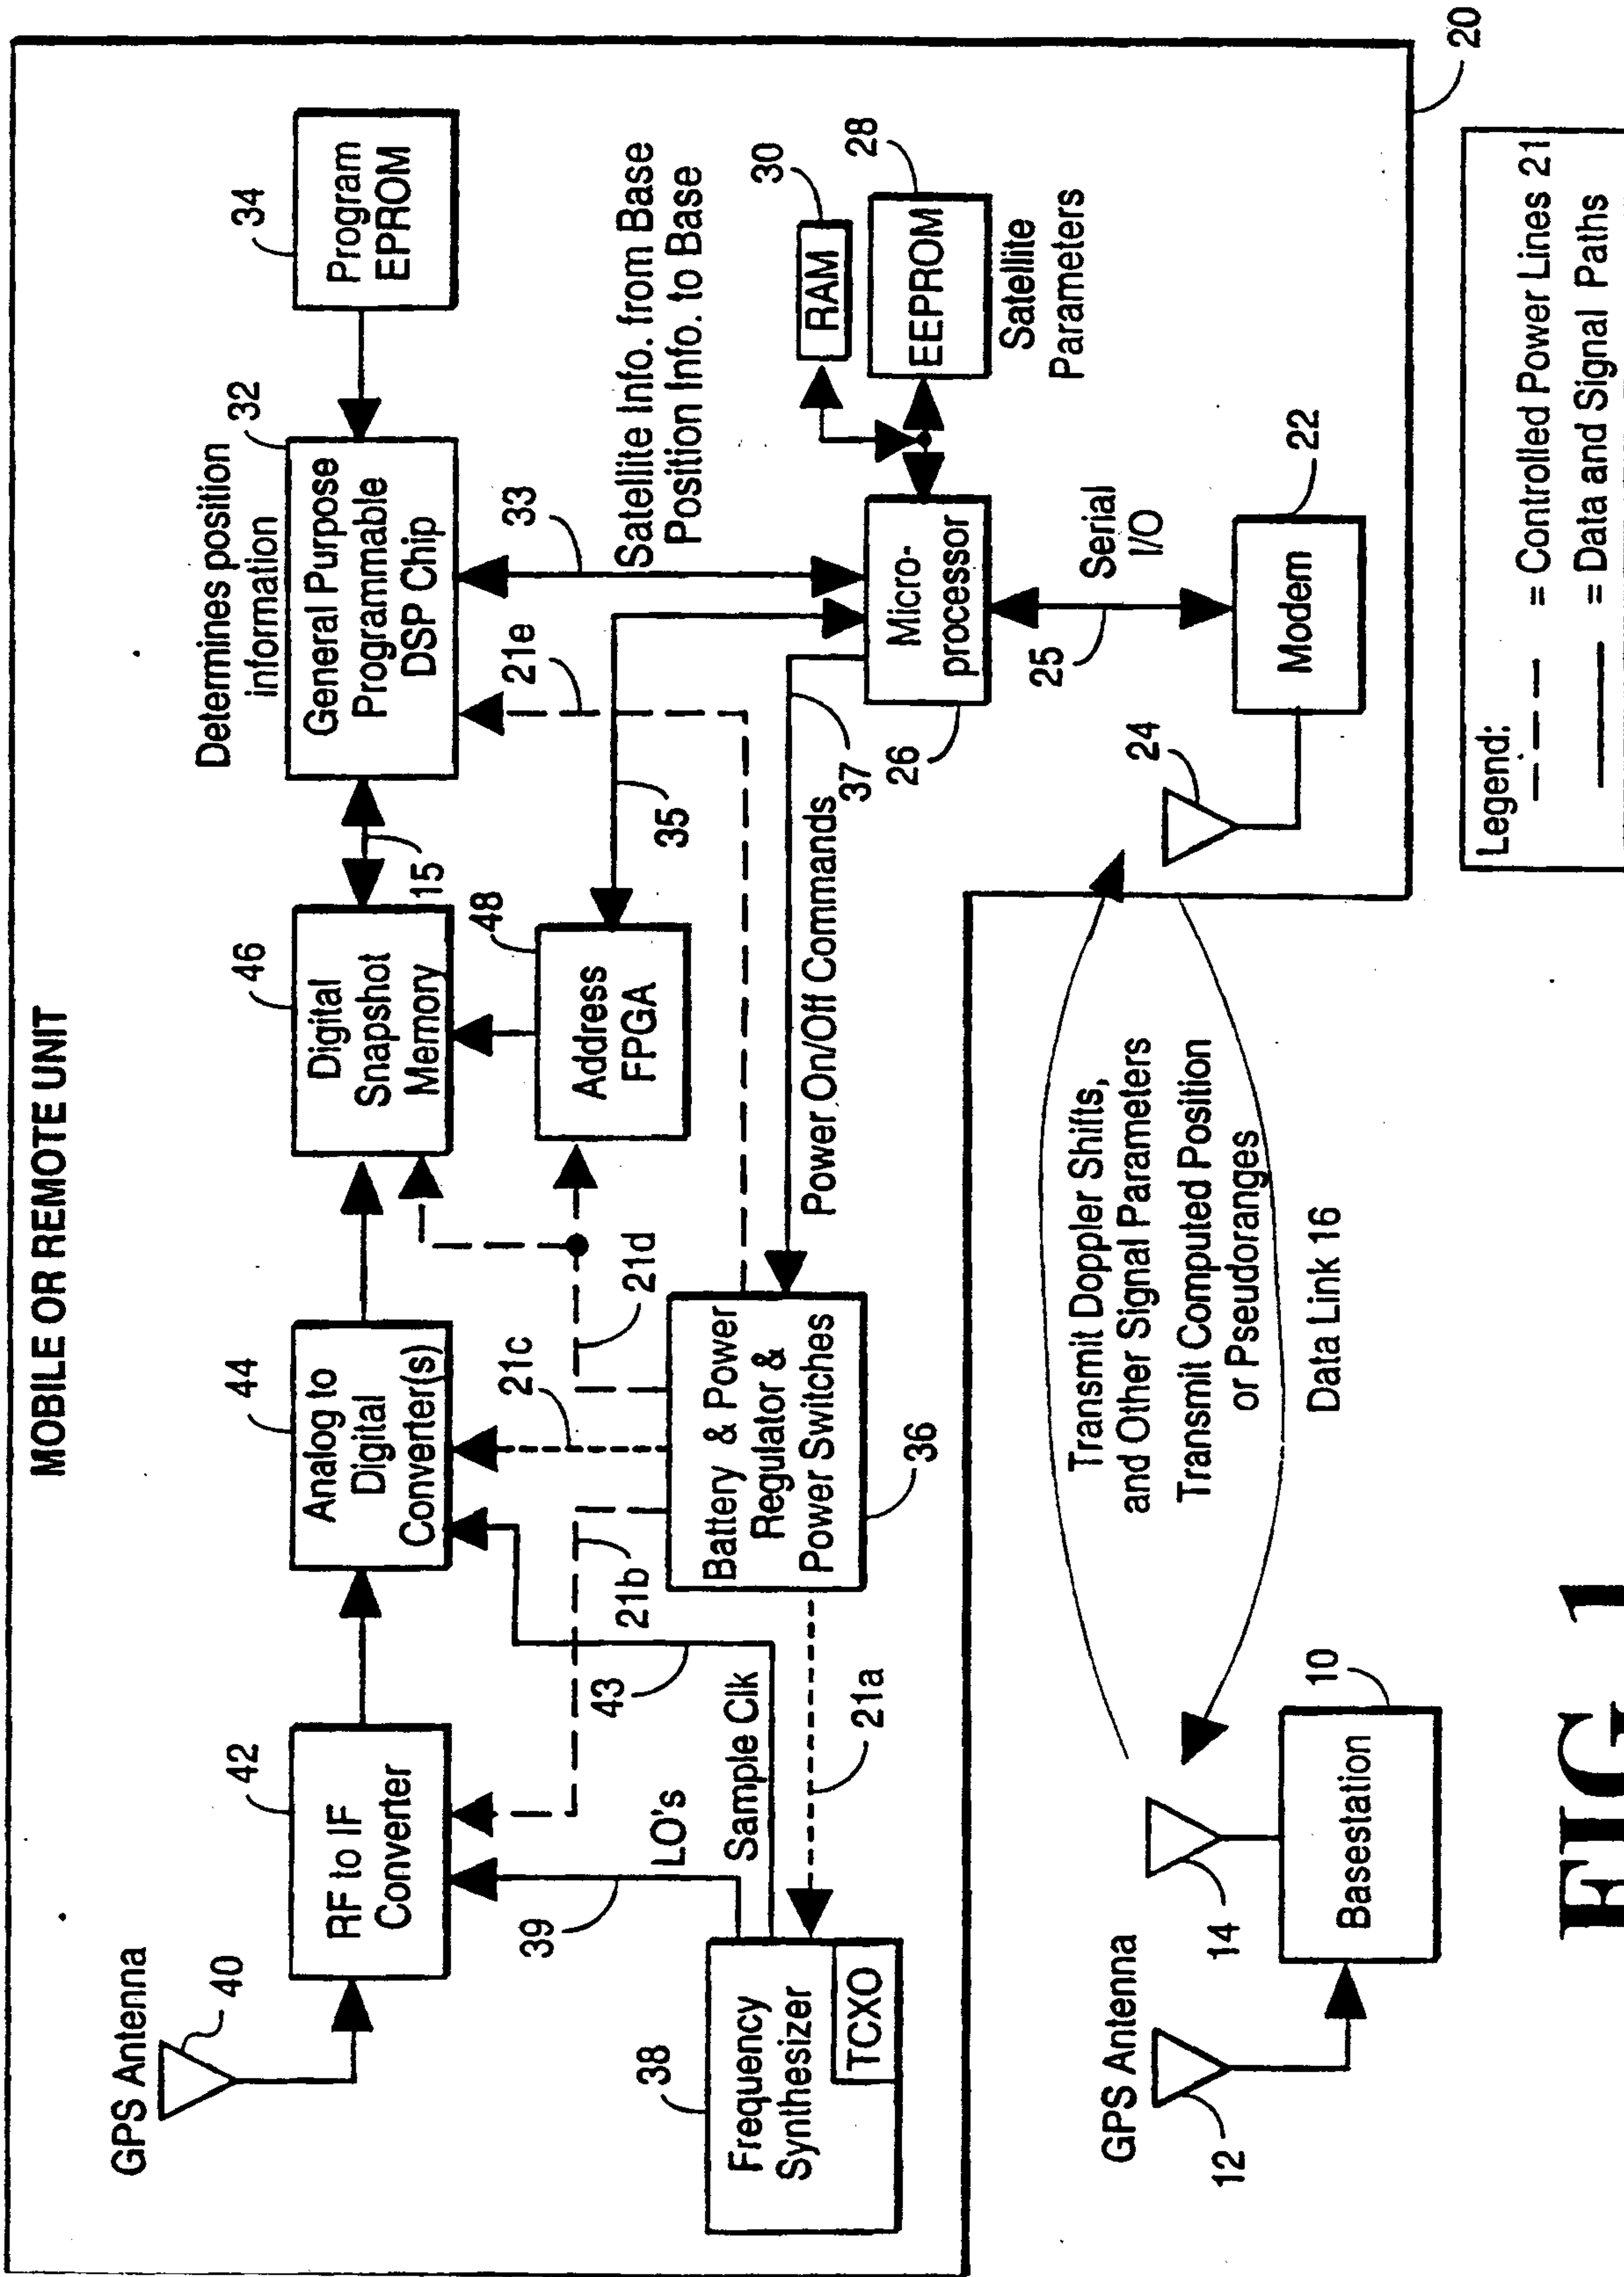 MOBILE OR REMOTE UNIT
GPS Antenna
40
RF to IF
Converter
42
Analog to
Digital
Converter(s)
44
Digital
Snapshot
Memory
46
15
Determines position
information
General Purpose
Programmable
DSP Chip
32
Program
EPROM
34
39
LO's
Sample Clk
43
21b
21c
21d
Address
FPGA
48
35
21e
33
Satellite Info. from Base
Position Info. to Base
38
Frequency
Synthesizer
TCXO
21a
Battery & Power
Regulator &
Power Switches
36
Power On/Off Commands
37
26
Micro-
processor
RAM
30
EEPROM
28
Satellite
Parameters
25
Serial
I/O
24
Modem
22
20
GPS Antenna
12
14
Basestation
10
Transmit Doppler Shifts,
and Other Signal Parameters
Transmit Computed Position
or Pseudoranges
Data Link 16
Legend:
= Controlled Power Lines 21
= Data and Signal Paths
FIG 1